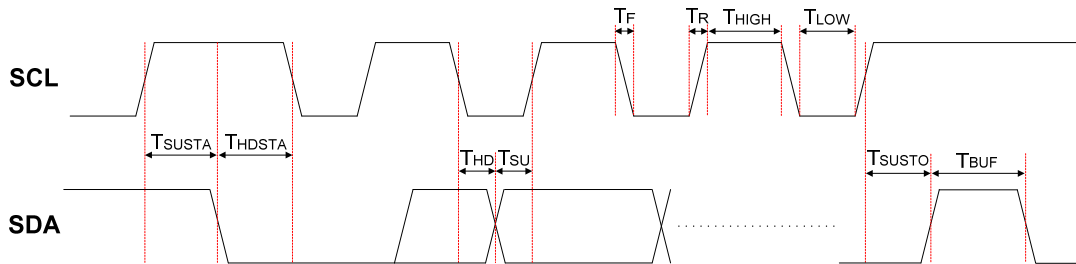 TF TR THIGH TLOW
SCL
TSUSTA THDSTA THD TSU TSUSTO TBUF
SDA